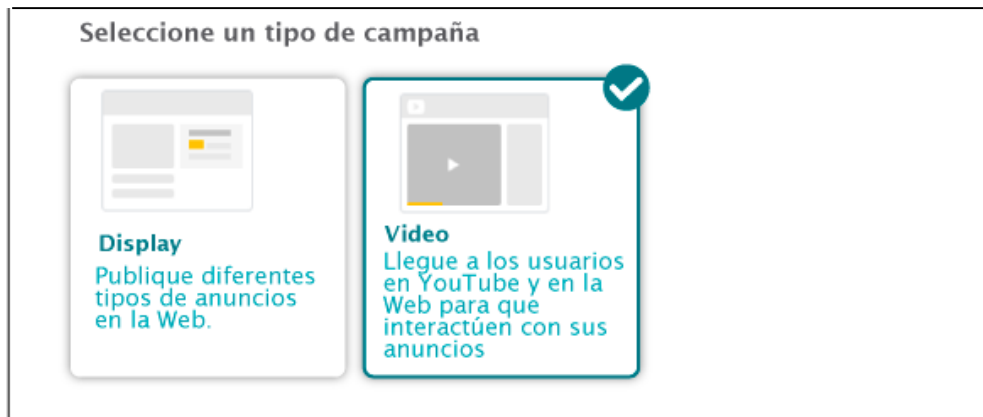 Seleccione un tipo de campaña
Display
Publique diferentes
tipos de anuncios
en la Web.
Video
Llegue a los usuarios
en YouTube y en la
Web para que
interactúen con sus
anuncios